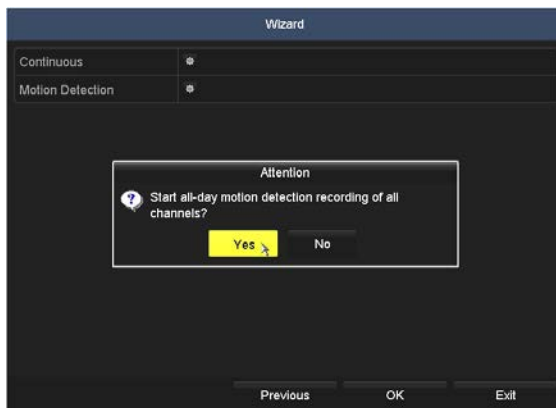 Wizard
Continuous
Motion Detection
Attention
Start all-day motion detection recording of all
channels?
Yes
No
Previous
OK
Exit